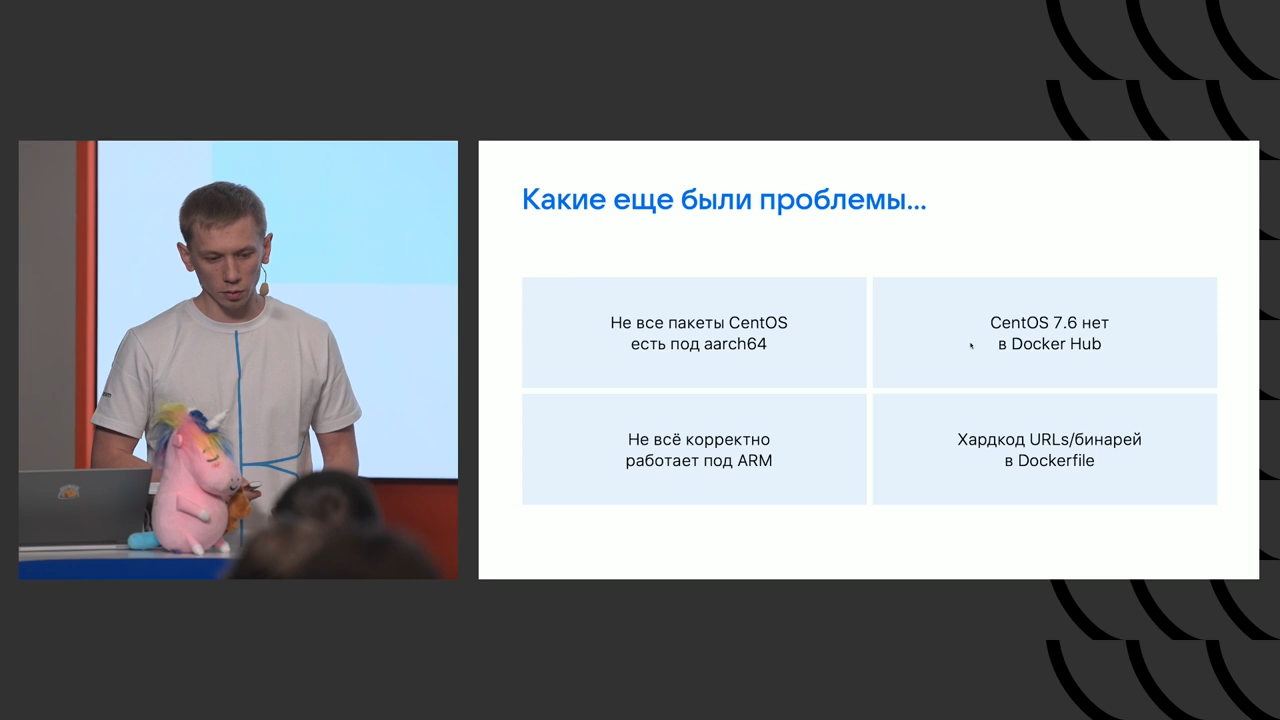 Какие еще были проблемы...
Не все пакеты CentOS
есть под aarch64
CentOS 7.6 нет
в Docker Hub
Не всё корректно
работает под ARM
Хардкод URLs/бинарей
в Dockerfile